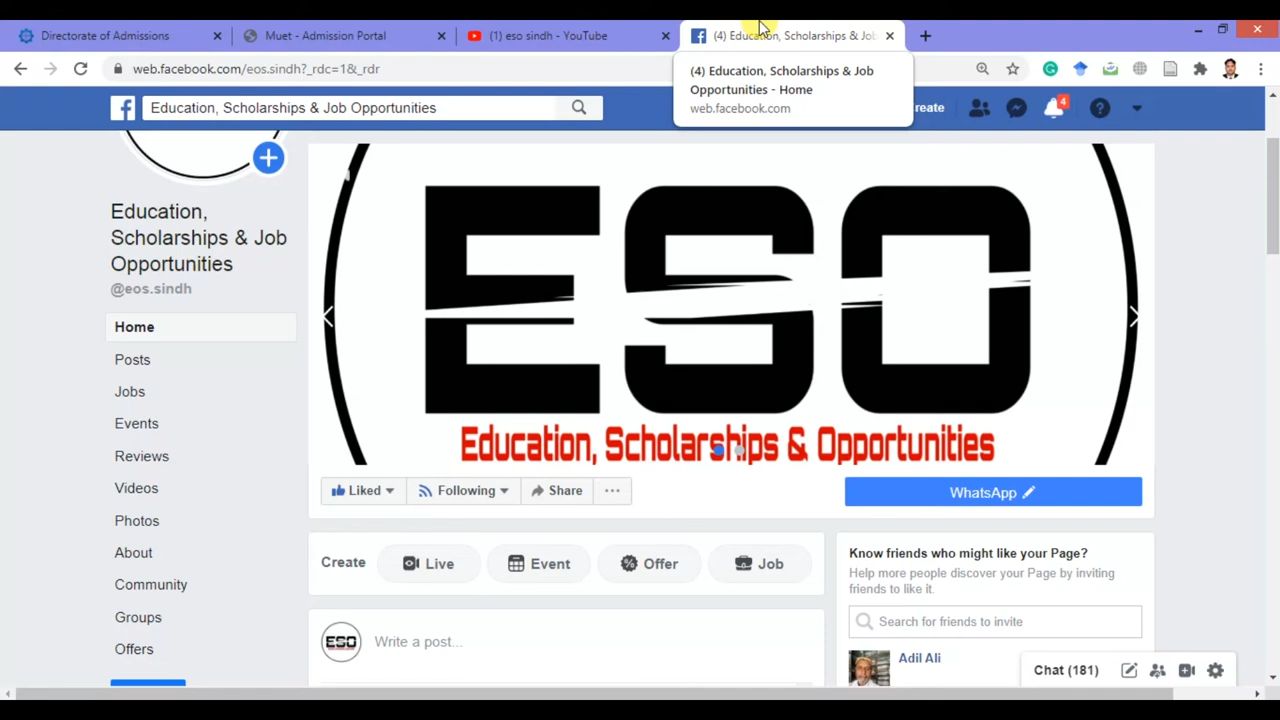 Directorate of Admissions
Muet - Admission Portal
(1) eso sindh - YouTube
(4) Education, Scholarships & Job
web.facebook.com/eos.sindh?_rdc=1&_rdr
(4) Education, Scholarships & Job
Opportunities - Home
web.facebook.com
Education, Scholarships & Job Opportunities
reate
4
Education,
Scholarships & Job
Opportunities
@eos.sindh
Home
Posts
Jobs
Events
Reviews
Videos
Photos
About
Community
Groups
Offers
ESO
Education, Scholarships & Opportunities
Liked
Following
Share
WhatsApp
Create
Live
Event
Offer
Job
ESO
Write a post...
Know friends who might like your Page?
Help more people discover your Page by inviting
friends to like it.
Search for friends to invite
Adil Ali
Chat (181)